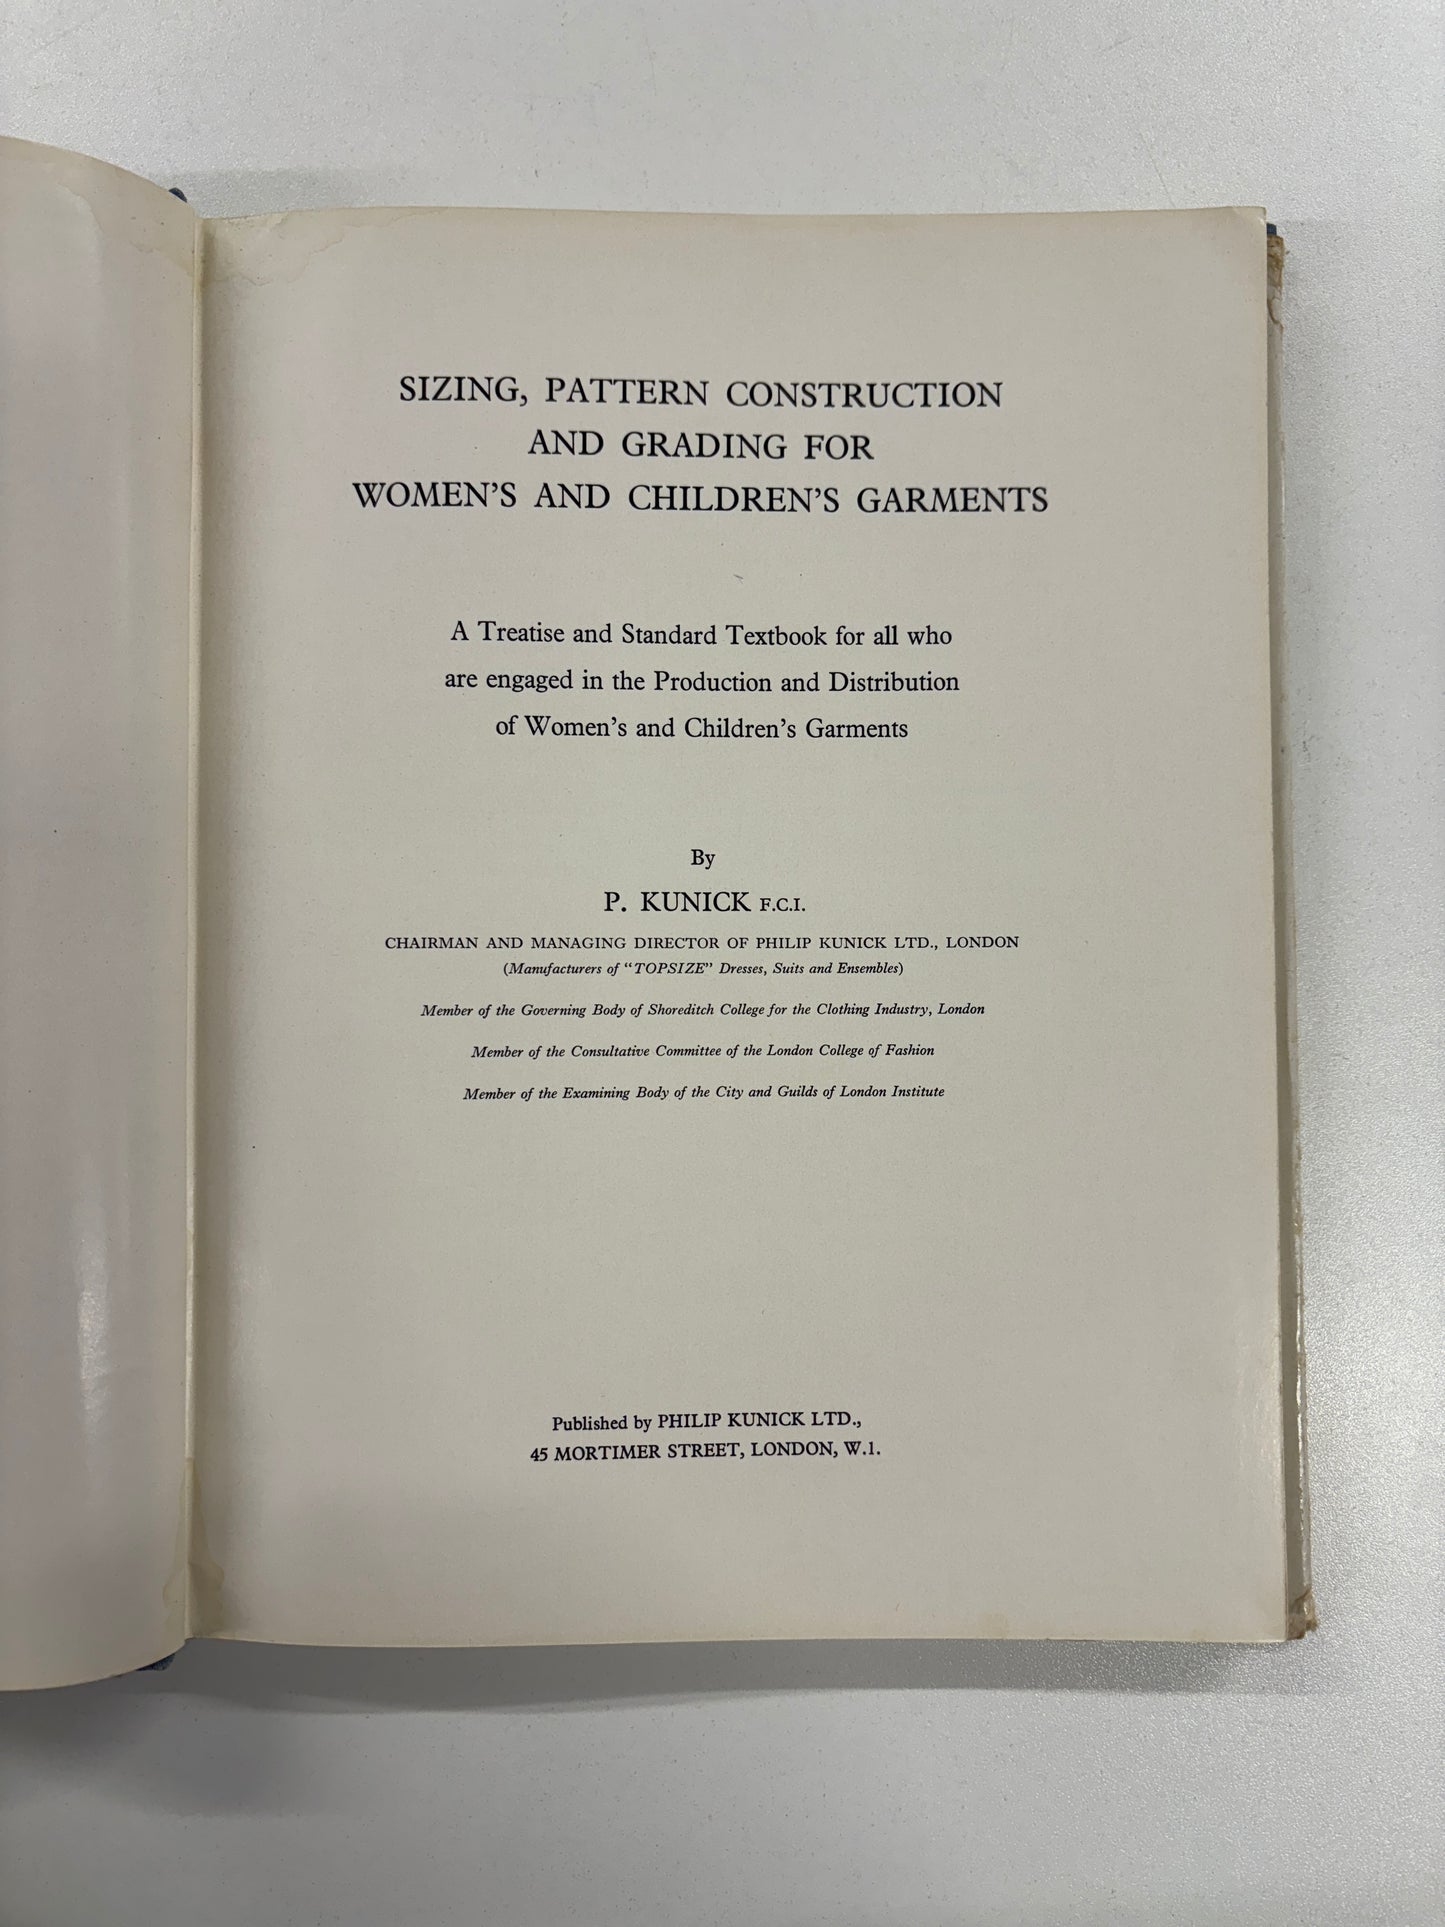 SIZING, PATTERN CONSTRUCTION
AND GRADING FOR
WOMEN'S AND CHILDREN'S GARMENTS
A Treatise and Standard Textbook for all who
are engaged in the Production and Distribution
of Women's and Children's Garments
By
P. KUNICK F.C.I.
CHAIRMAN AND MANAGING DIRECTOR OF PHILIP KUNICK LTD., LONDON
(Manufacturers of "TOPSIZE" Dresses, Suits and Ensembles)
Member of the Governing Body of Shoreditch College for the Clothing Industry, London
Member of the Consultative Committee of the London College of Fashion
Member of the Examining Body of the City and Guilds of London Institute
Published by PHILIP KUNICK LTD.,
45 MORTIMER STREET, LONDON, W.1.